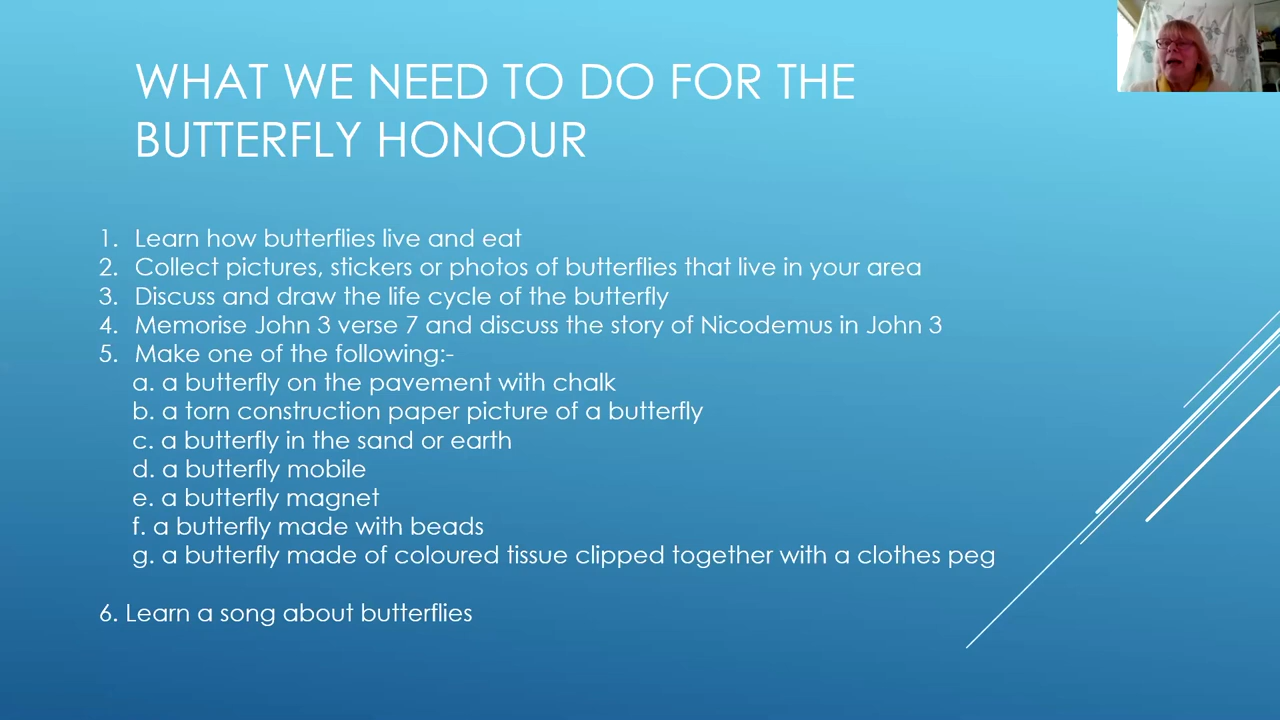 WHAT WE NEED TO DO FOR THE
BUTTERFLY HONOUR
1. Learn how butterflies live and eat
2. Collect pictures, stickers or photos of butterflies that live in your area
3. Discuss and draw the life cycle of the butterfly
4. Memorise John 3 verse 7 and discuss the story of Nicodemus in John 3
5. Make one of the following:-
a. a butterfly on the pavement with chalk
b. a torn construction paper picture of a butterfly
c. a butterfly in the sand or earth
d. a butterfly mobile
e. a butterfly magnet
f. a butterfly made with beads
g. a butterfly made of coloured tissue clipped together with a clothes peg
6. Learn a song about butterflies